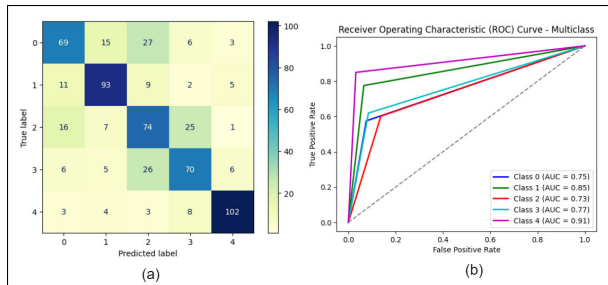 0 69 15 27 6 3
1 11 93 9 2 5
2 16 7 74 25 1
3 6 5 26 70 6
4 3 4 3 8 102
0 1 2 3 4
True label
Predicted label
100
80
60
40
20
(a)
Receiver Operating Characteristic (ROC) Curve - Multiclass
1.0
0.8
0.6
0.4
0.2
0.0
True Positive Rate
Class 0 (AUC = 0.75)
Class 1 (AUC = 0.85)
Class 2 (AUC = 0.73)
Class 3 (AUC = 0.77)
Class 4 (AUC = 0.91)
0.0 0.2 0.4 0.6 0.8 1.0
False Positive Rate
(b)